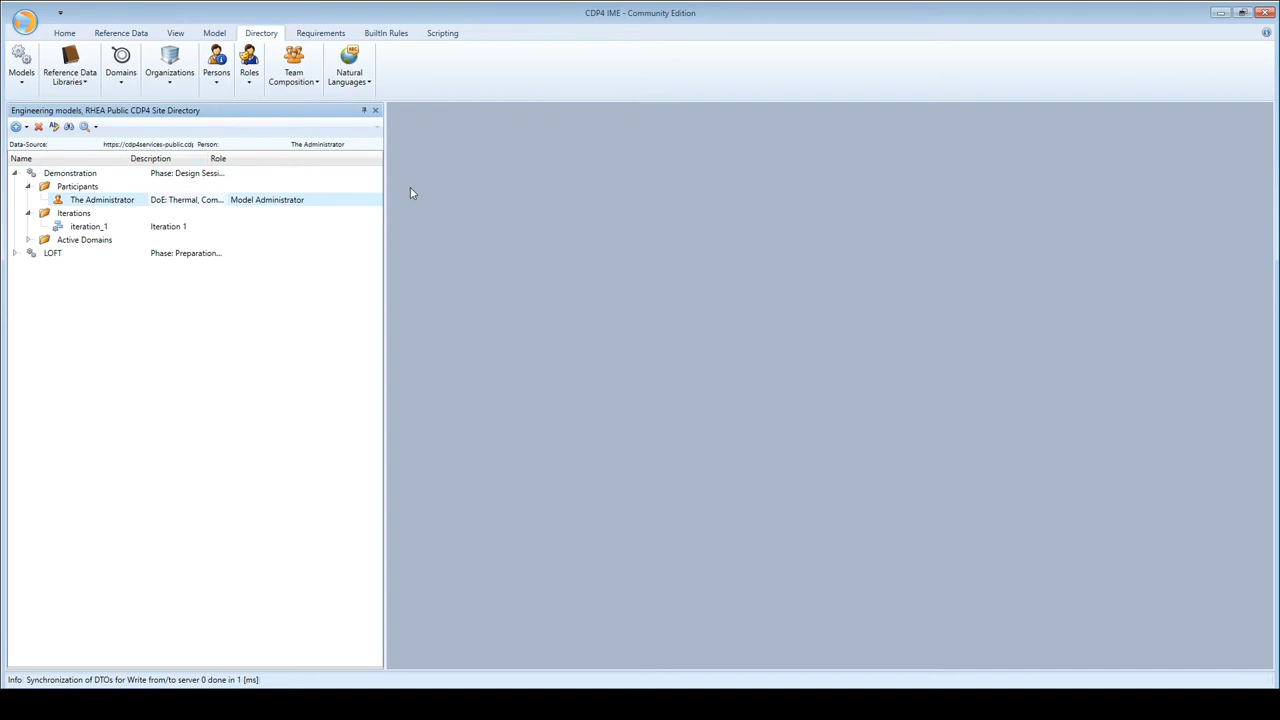 CDP4 IME - Community Edition
Home Reference Data View Model Directory Requirements BuiltIn Rules Scripting
Models Reference Data Libraries Domains Organizations Persons Roles Team Composition Natural Languages
Engineering models, RHEA Public CDP4 Site Directory
Data-Source: https://cdp4services-public.cdp Person: The Administrator
Name Description Role
Demonstration Phase: Design Sessi...
Participants
The Administrator DoE: Thermal, Com... Model Administrator
Iterations
iteration_1 Iteration 1
Active Domains
LOFT Phase: Preparation...
Info: Synchronization of DTOs for Write from/to server 0 done in 1 [ms]